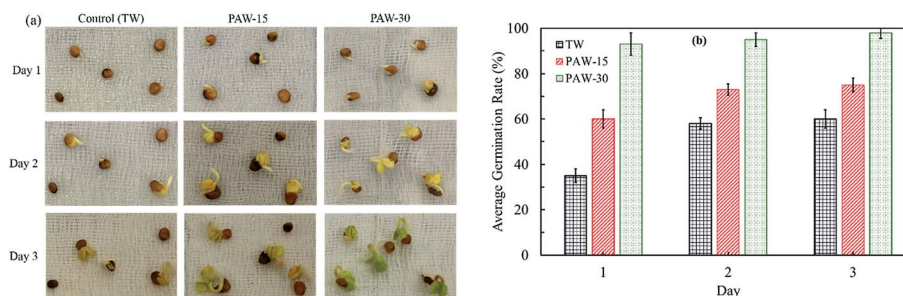 (a)
Control (TW) PAW-15 PAW-30
Day 1
Day 2
Day 3
(b)
TW
PAW-15
PAW-30
Average Germination Rate (%)
100
80
60
40
20
0
1 2 3
Day